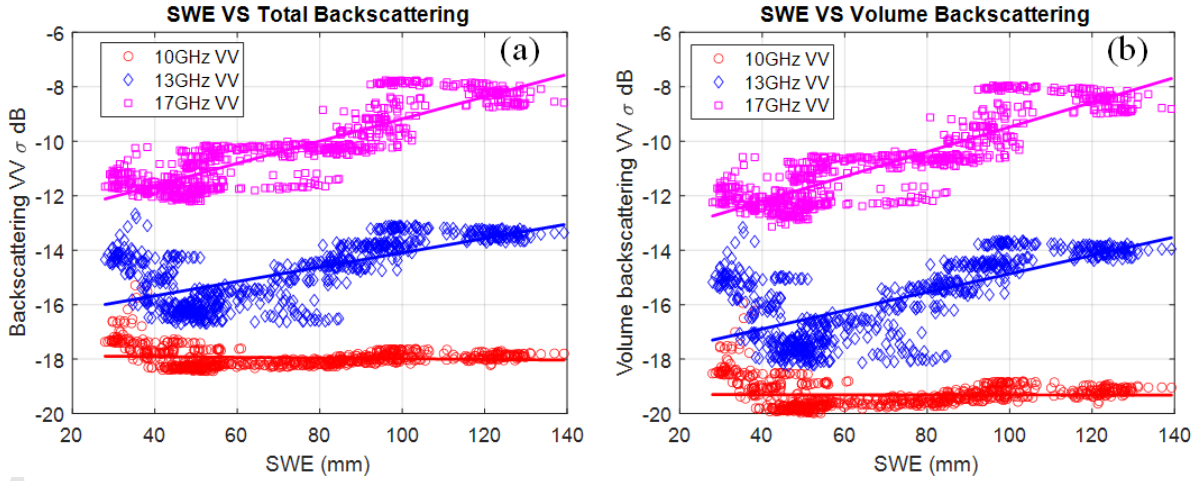 SWE VS Total Backscattering
(a)
10GHz VV
13GHz VV
17GHz VV
Backscattering VV σ dB
-6
-8
-10
-12
-14
-16
-18
-20
20 40 60 80 100 120 140
SWE (mm)
SWE VS Volume Backscattering
(b)
10GHz VV
13GHz VV
17GHz VV
Volume backscattering VV σ dB
-6
-8
-10
-12
-14
-16
-18
-20
20 40 60 80 100 120 140
SWE (mm)